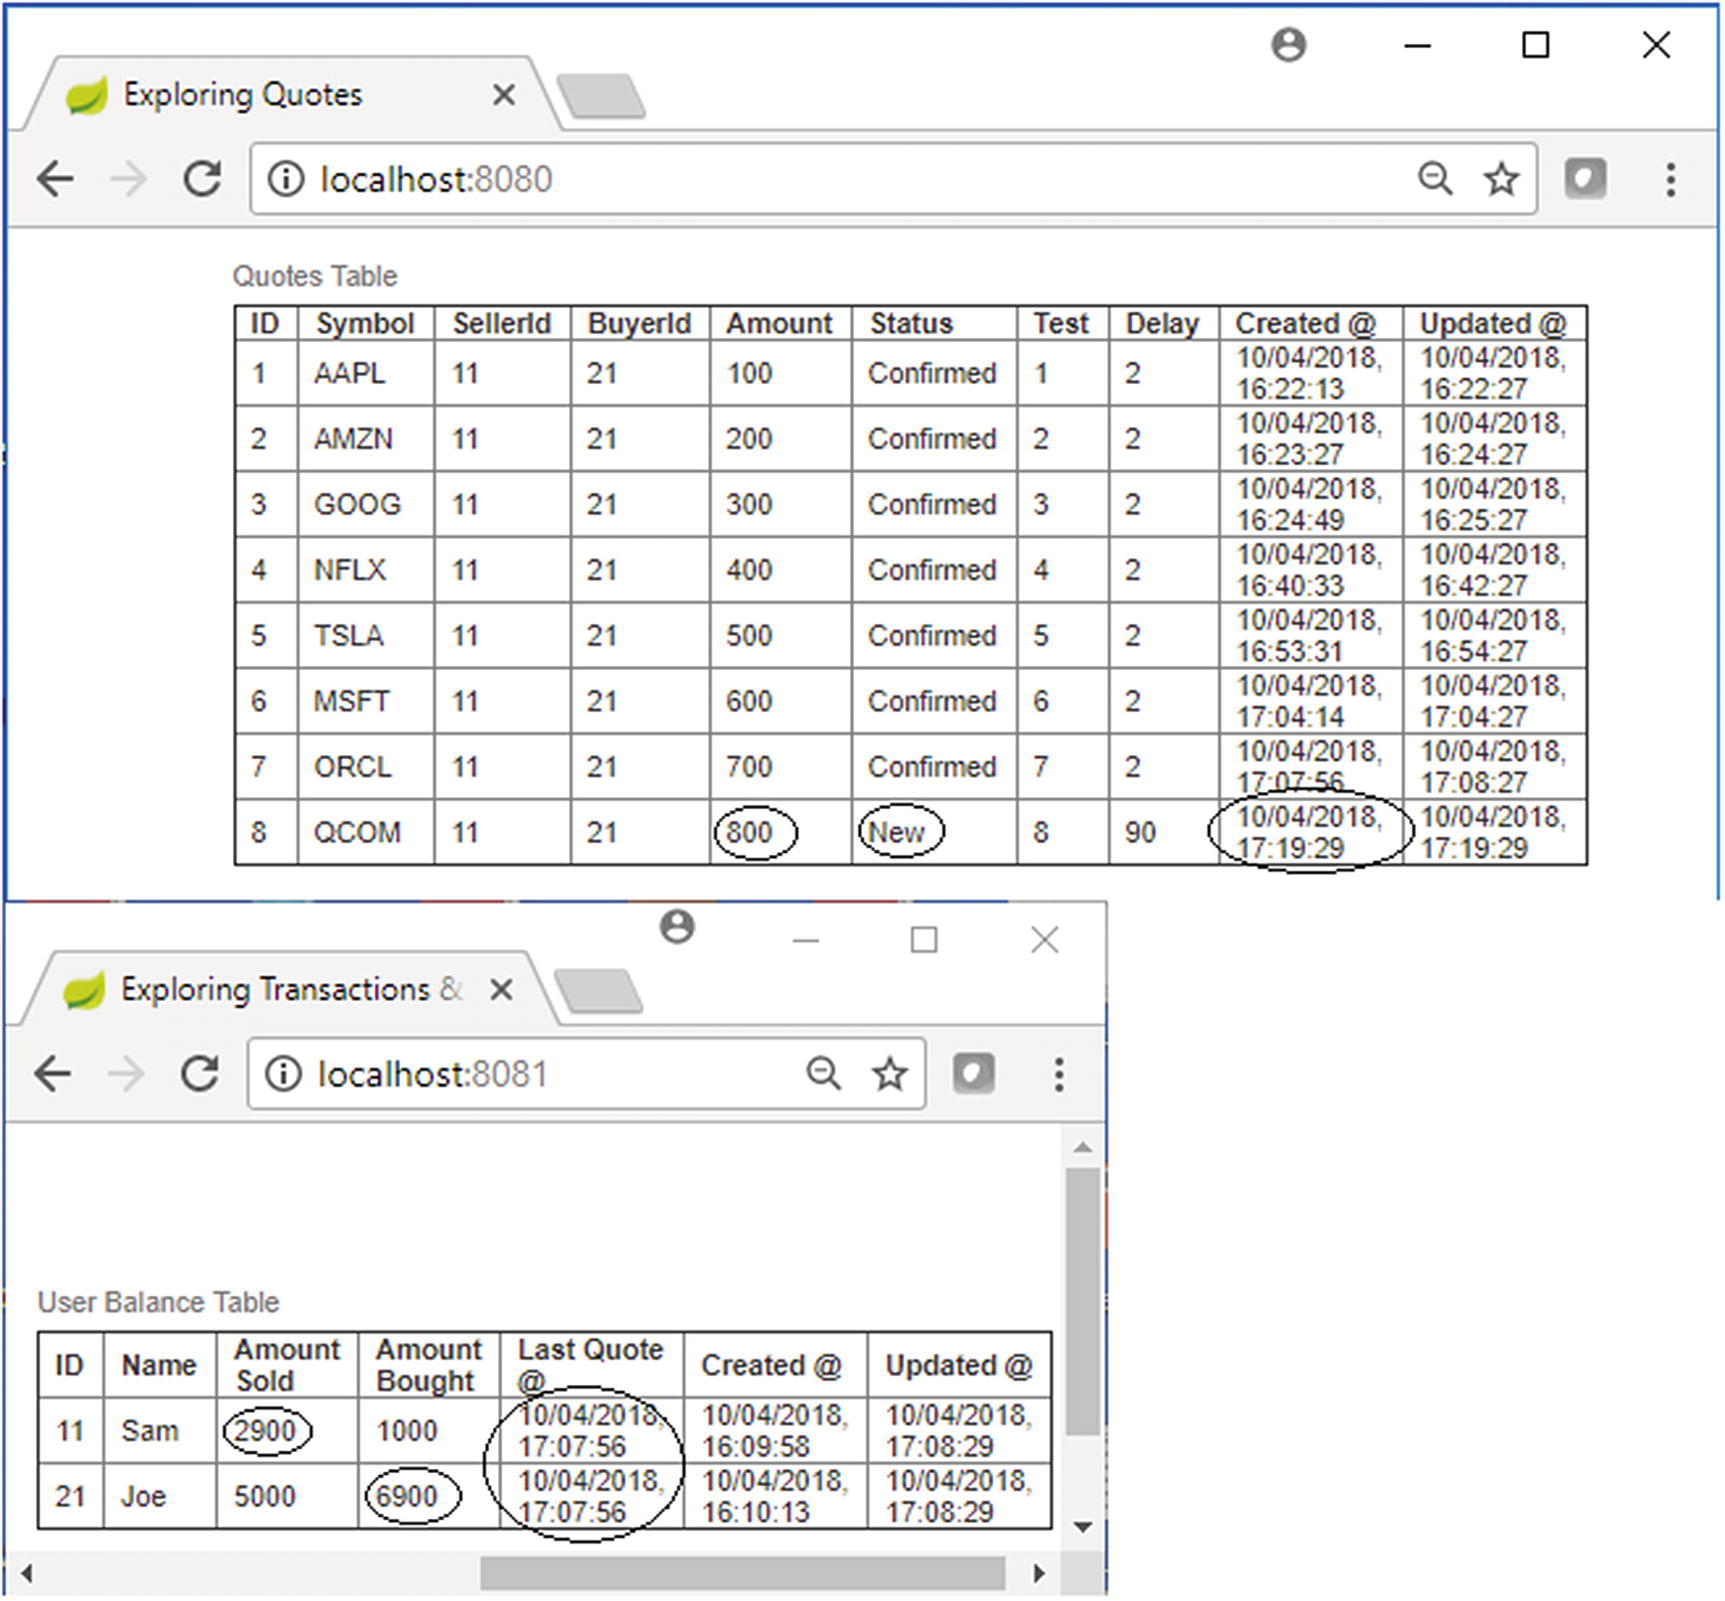 Exploring Quotes
localhost:8080
Quotes Table
ID Symbol SellerId BuyerId Amount Status Test Delay Created @ Updated @
1 AAPL 11 21 100 Confirmed 1 2 10/04/2018, 16:22:13 10/04/2018, 16:22:27
2 AMZN 11 21 200 Confirmed 2 2 10/04/2018, 16:23:27 10/04/2018, 16:24:27
3 GOOG 11 21 300 Confirmed 3 2 10/04/2018, 16:24:49 10/04/2018, 16:25:27
4 NFLX 11 21 400 Confirmed 4 2 10/04/2018, 16:40:33 10/04/2018, 16:42:27
5 TSLA 11 21 500 Confirmed 5 2 10/04/2018, 16:53:31 10/04/2018, 16:54:27
6 MSFT 11 21 600 Confirmed 6 2 10/04/2018, 17:04:14 10/04/2018, 17:04:27
7 ORCL 11 21 700 Confirmed 7 2 10/04/2018, 17:07:56 10/04/2018, 17:08:27
8 QCOM 11 21 800 New 8 90 10/04/2018, 17:19:29 10/04/2018, 17:19:29
Exploring Transactions &
localhost:8081
User Balance Table
ID Name Amount Sold Amount Bought Last Quote @ Created @ Updated @
11 Sam 2900 1000 10/04/2018, 17:07:56 10/04/2018, 16:09:58 10/04/2018, 17:08:29
21 Joe 5000 6900 10/04/2018, 17:07:56 10/04/2018, 16:10:13 10/04/2018, 17:08:29